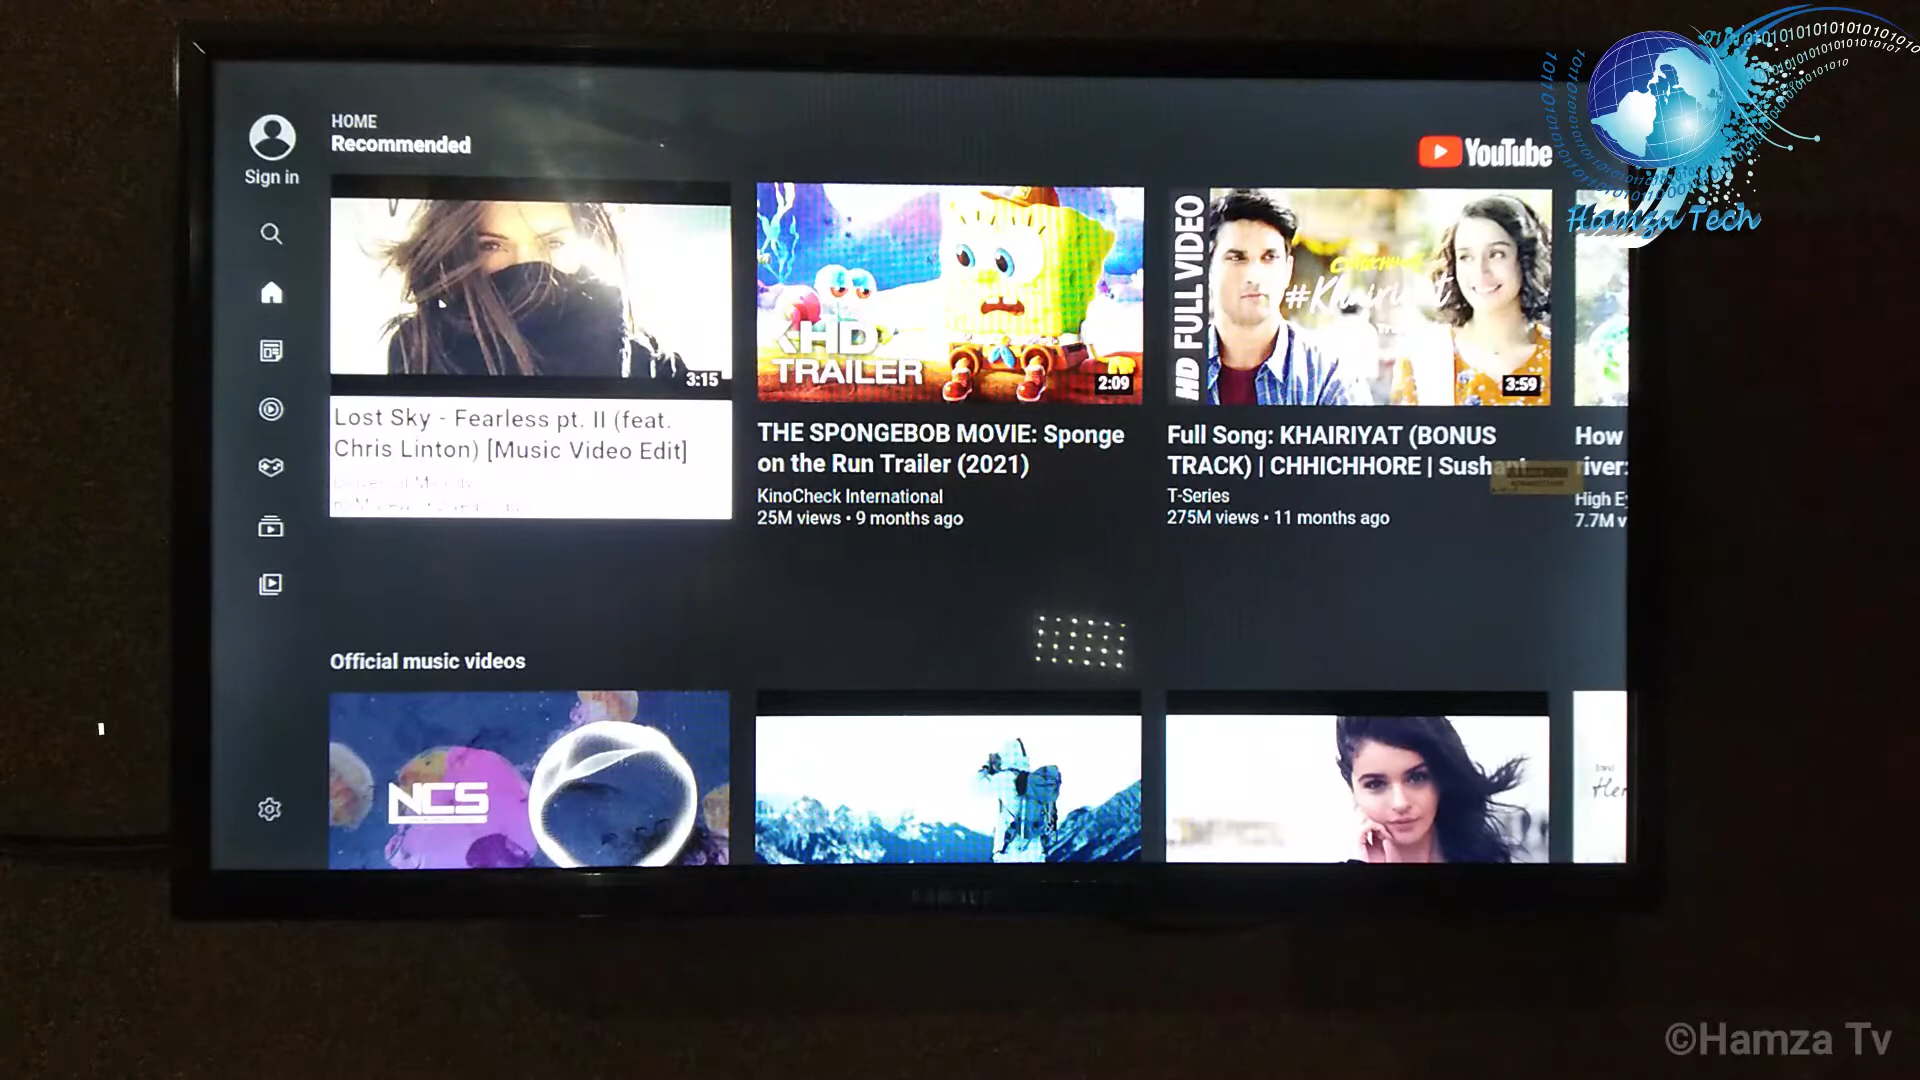 HOME
Recommended
Sign in
YouTube
Hamza Tech
3:15
Lost Sky - Fearless pt. II (feat.
Chris Linton) [Music Video Edit]
HD
TRAILER
2:09
THE SPONGEBOB MOVIE: Sponge
on the Run Trailer (2021)
KinoCheck International
25M views • 9 months ago
HD FULL VIDEO
#Khairiyat
3:59
Full Song: KHAIRIYAT (BONUS
TRACK) | CHHICHHORE | Sushant
T-Series
275M views • 11 months ago
How
river:
High E
7.7M v
Official music videos
NCS
SAMSUNG
©Hamza Tv